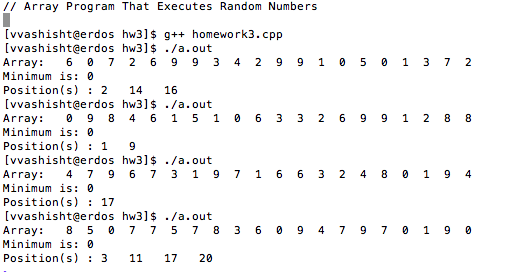 // Array Program That Executes Random Numbers
[vvashisht@erdos hw3]$ g++ homework3.cpp
[vvashisht@erdos hw3]$ ./a.out
Array:   6  0  7  2  6  9  9  3  4  2  9  9  1  0  5  0  1  3  7  2
Minimum is: 0
Position(s) : 2   14   16
[vvashisht@erdos hw3]$ ./a.out
Array:   0  9  8  4  6  1  5  1  0  6  3  3  2  6  9  9  1  2  8  8
Minimum is: 0
Position(s) : 1   9
[vvashisht@erdos hw3]$ ./a.out
Array:   4  7  9  6  7  3  1  9  7  1  6  6  3  2  4  8  0  1  9  4
Minimum is: 0
Position(s) : 17
[vvashisht@erdos hw3]$ ./a.out
Array:   8  5  0  7  7  5  7  8  3  6  0  9  4  7  9  7  0  1  9  0
Minimum is: 0
Position(s) : 3   11   17   20